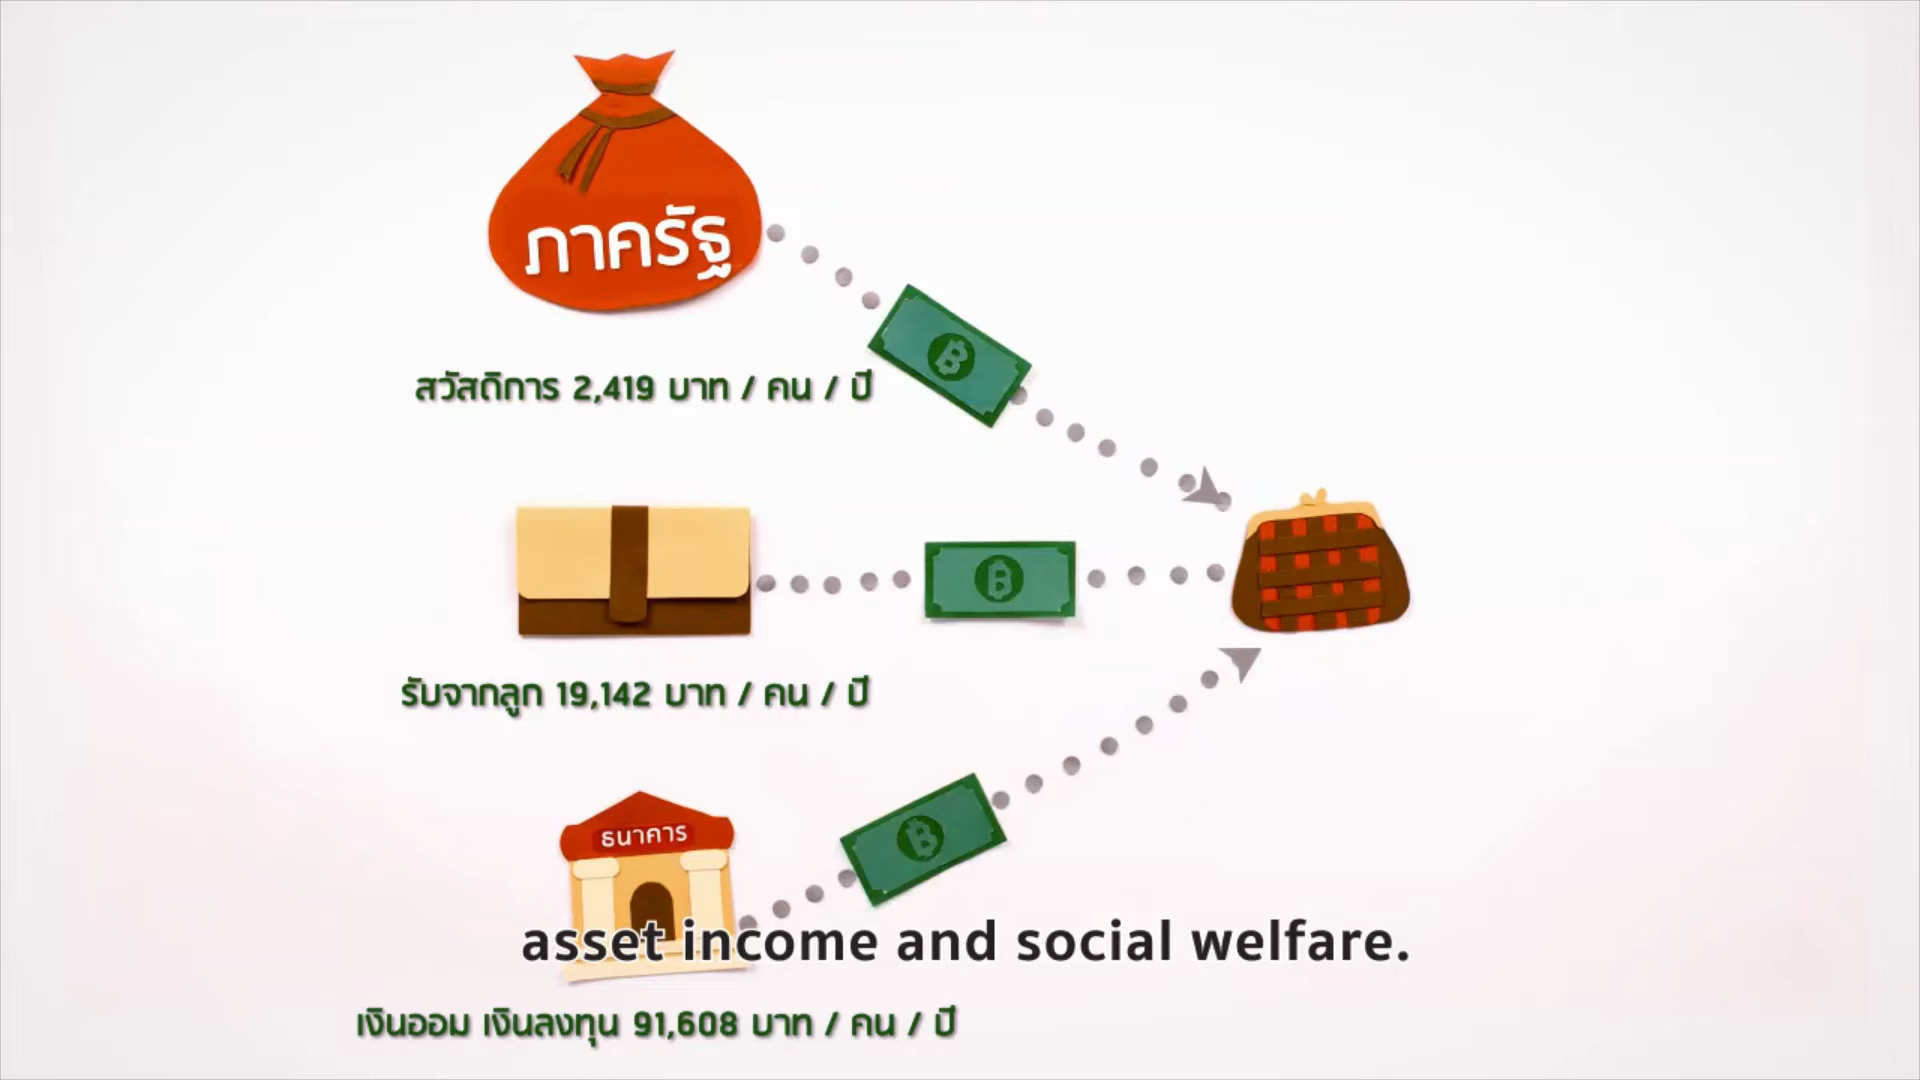 ภาครัฐ
สวัสดิการ 2,419 บาท / คน / ปี
รับจากลูก 19,142 บาท / คน / ปี
ธนาคาร
asset income and social welfare.
เงินออม เงินลงทุน 91,608 บาท / คน / ปี